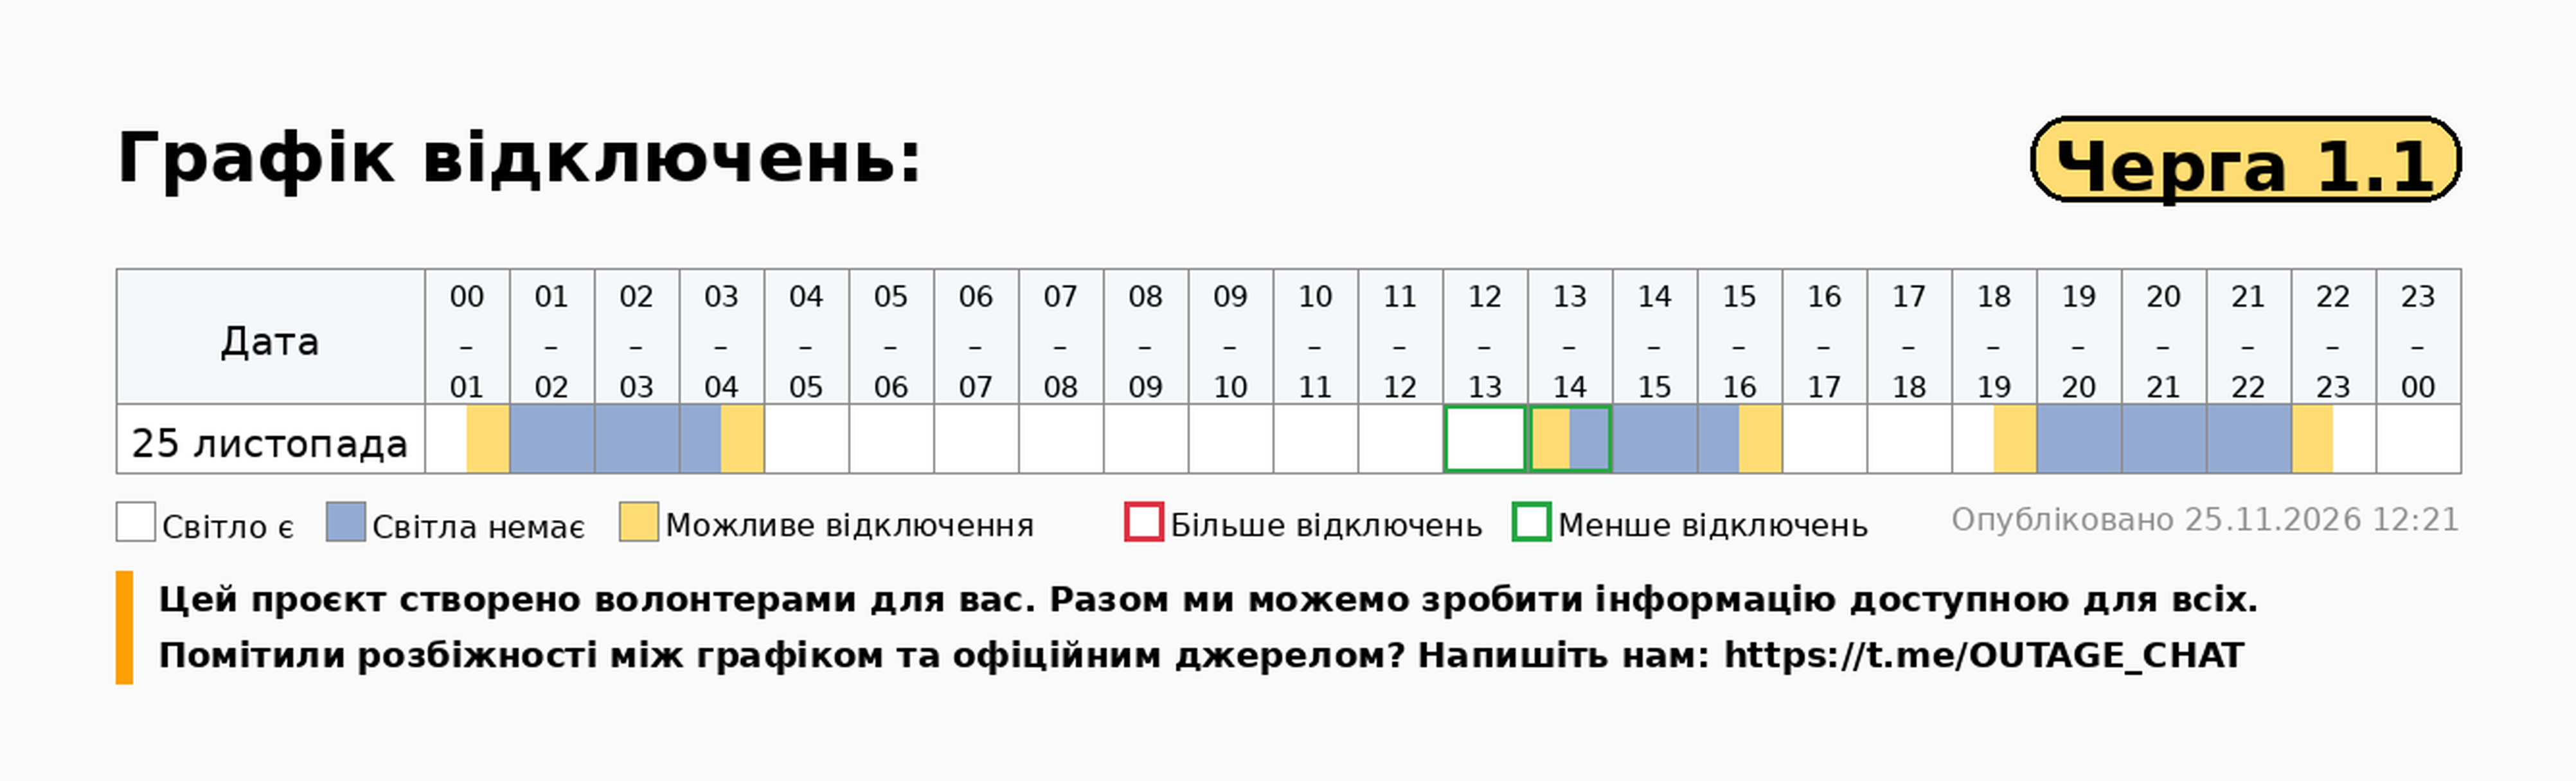 Графік відключень:
Черга 1.1
Дата
00 – 01
01 – 02
02 – 03
03 – 04
04 – 05
05 – 06
06 – 07
07 – 08
08 – 09
09 – 10
10 – 11
11 – 12
12 – 13
13 – 14
14 – 15
15 – 16
16 – 17
17 – 18
18 – 19
19 – 20
20 – 21
21 – 22
22 – 23
23 – 00
25 листопада
Світло є
Світла немає
Можливе відключення
Більше відключень
Менше відключень
Опубліковано 25.11.2026 12:21
Цей проєкт створено волонтерами для вас. Разом ми можемо зробити інформацію доступною для всіх.
Помітили розбіжності між графіком та офіційним джерелом? Напишіть нам: https://t.me/OUTAGE_CHAT